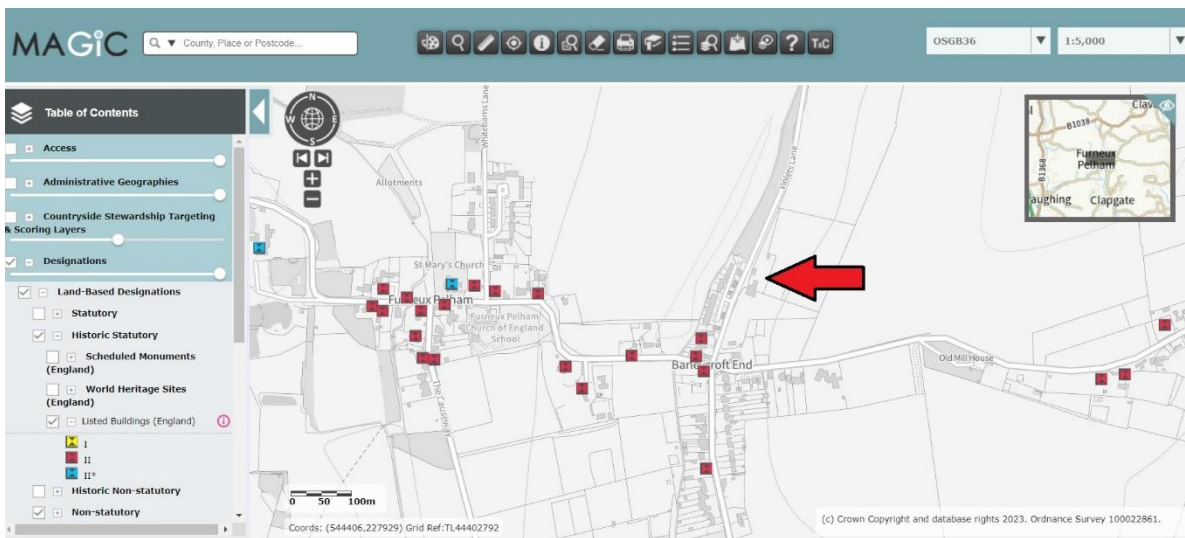 MAGiC
County, Place or Postcode...
T&C
OSGB36
1:5,000
Table of Contents
Access
Administrative Geographies
Countryside Stewardship Targeting
& Scoring Layers
Designations
Land-Based Designations
Statutory
Historic Statutory
Scheduled Monuments
(England)
World Heritage Sites
(England)
Listed Buildings (England)
I
II
II*
Historic Non-statutory
Non-statutory
N
W
E
S
Allotments
Whitebarns Lane
Violets Lane
St Mary's Church
Furneux Pelham
Furneux Pelham
Church of England
School
The Causeway
Barleycroft End
Old Mill House
0 50 100m
Coords: (544406,227929) Grid Ref:TL44402792
(c) Crown Copyright and database rights 2023. Ordnance Survey 100022861.
B1038
B1368
Furneux
Pelham
aughing
Clapgate